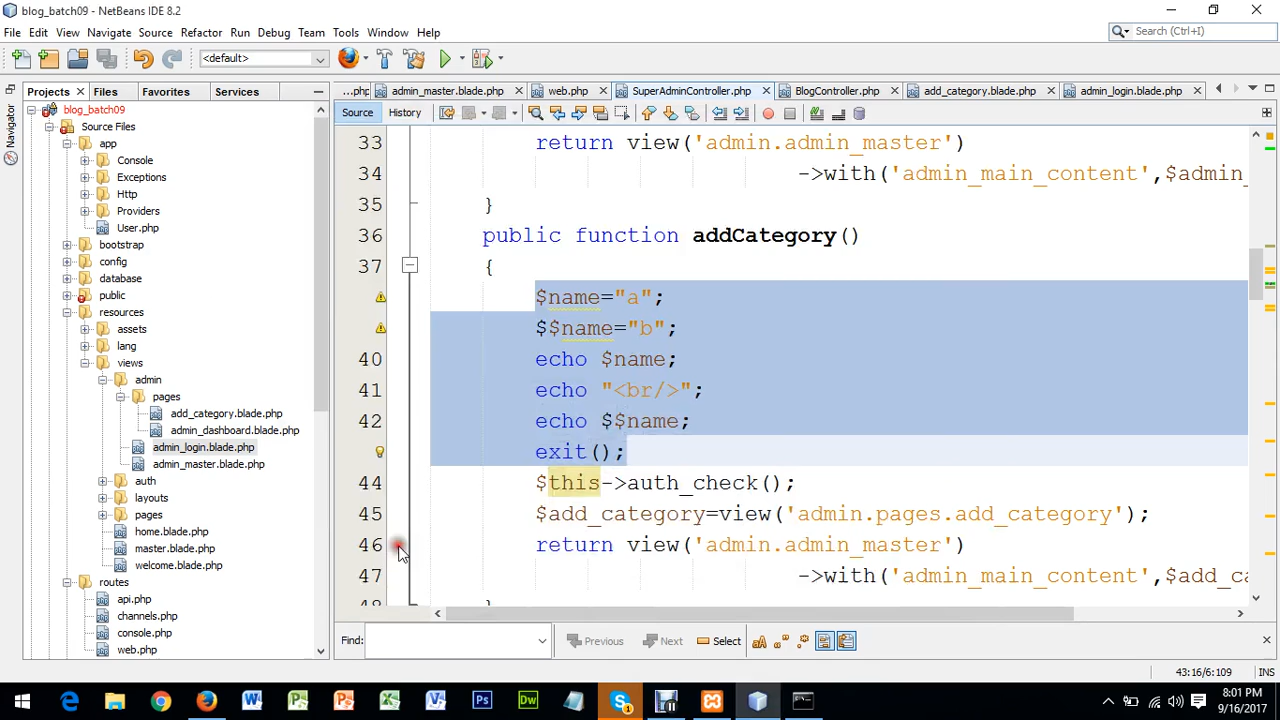 blog_batch09 - NetBeans IDE 8.2
File Edit View Navigate Source Refactor Run Debug Team Tools Window Help
Search (Ctrl+I)
<default>
Projects Files Favorites Services
...php admin_master.blade.php web.php SuperAdminController.php BlogController.php add_category.blade.php admin_login.blade.php
Source History
Navigator
blog_batch09
Source Files
app
Console
Exceptions
Http
Providers
User.php
bootstrap
config
database
public
resources
assets
lang
views
admin
pages
add_category.blade.php
admin_dashboard.blade.php
admin_login.blade.php
admin_master.blade.php
auth
layouts
pages
home.blade.php
master.blade.php
welcome.blade.php
routes
api.php
channels.php
console.php
web.php
33 return view('admin.admin_master')
34 ->with('admin_main_content',$admin_
35 }
36 public function addCategory()
37 {
$name="a";
$$name="b";
40 echo $name;
41 echo "<br/>";
42 echo $$name;
exit();
44 $this->auth_check();
45 $add_category=view('admin.pages.add_category');
46 return view('admin.admin_master')
47 ->with('admin_main_content',$add_ca
48 }
Find: Previous Next Select
43:16/6:109 INS
8:01 PM
9/16/2017